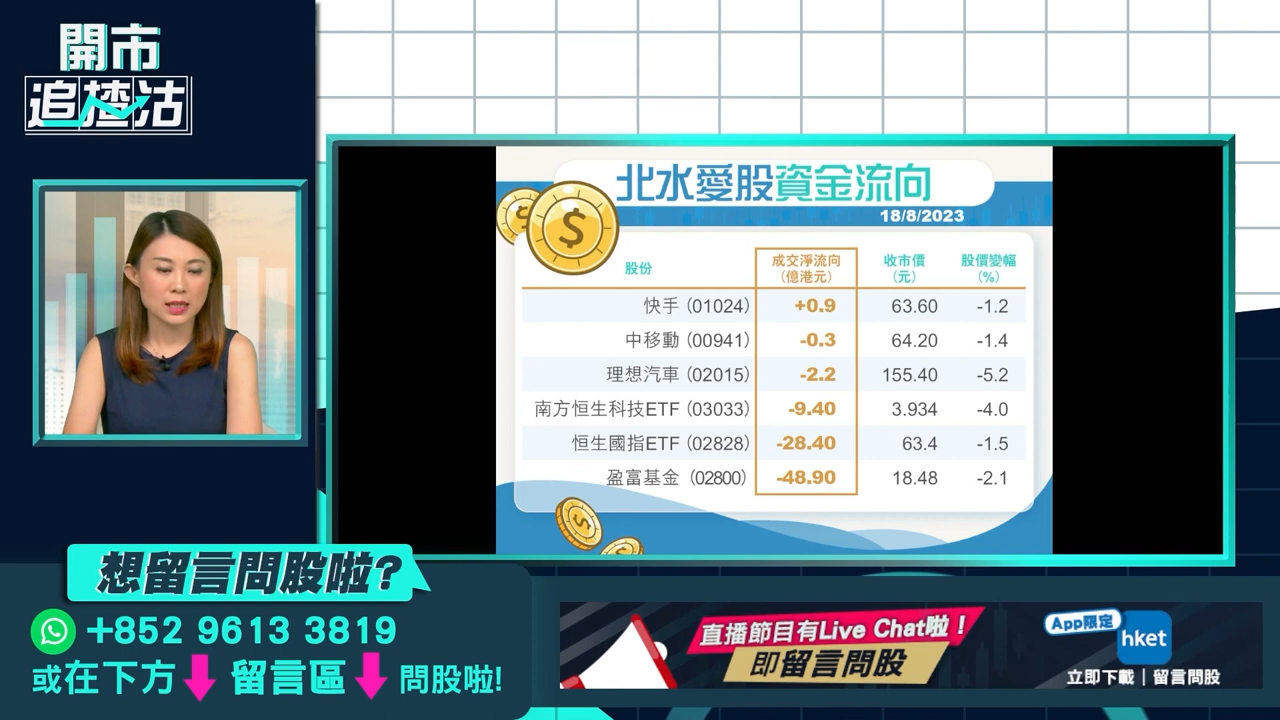 開市
追揸沽
北水愛股資金流向
18/8/2023
股份 成交淨流向 (億港元) 收市價 (元) 股價變幅 (%)
快手 (01024) +0.9 63.60 -1.2
中移動 (00941) -0.3 64.20 -1.4
理想汽車 (02015) -2.2 155.40 -5.2
南方恒生科技ETF (03033) -9.40 3.934 -4.0
恒生國指ETF (02828) -28.40 63.4 -1.5
盈富基金 (02800) -48.90 18.48 -2.1
想留言問股啦?
+852 9613 3819
或在下方 留言區 問股啦!
直播節目有Live Chat啦！
即留言問股
App限定
hket
立即下載｜留言問股